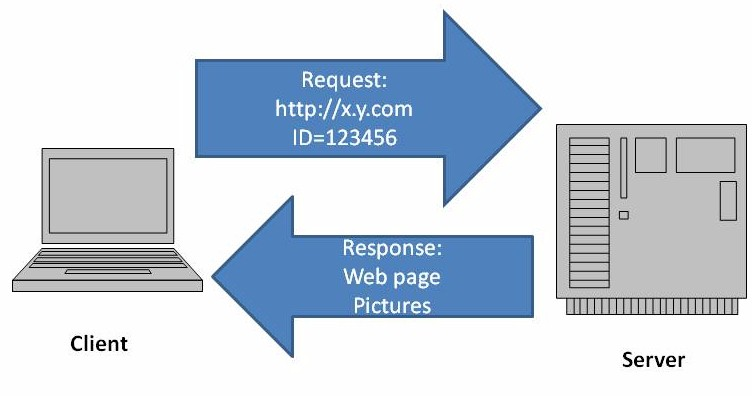 Request:
http://x.y.com
ID=123456
Response:
Web page
Pictures
Client
Server